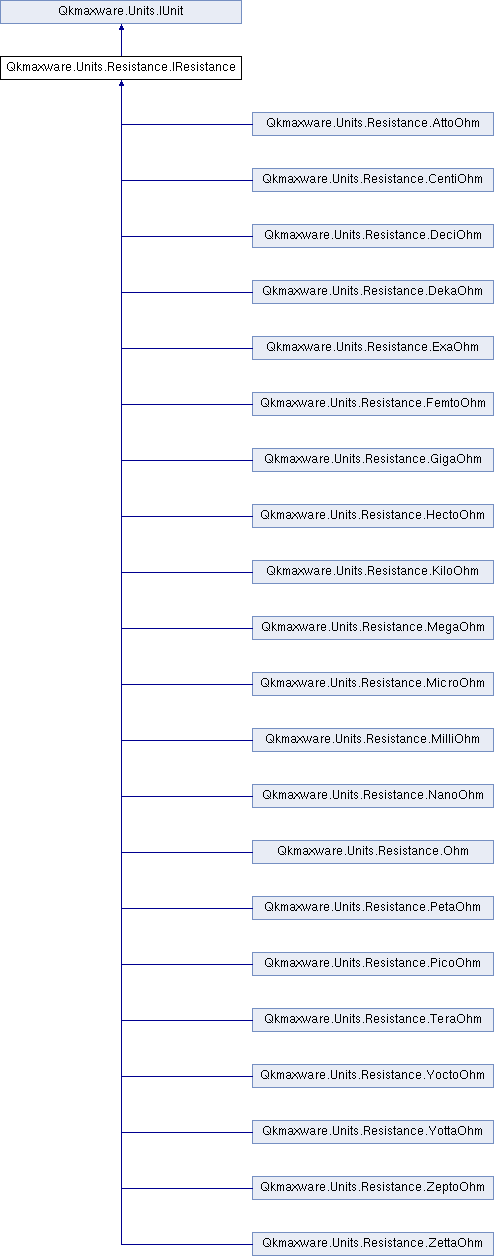 Qkmaxware.Units.IUnit
Qkmaxware.Units.Resistance.IResistance
Qkmaxware.Units.Resistance.AttoOhm
Qkmaxware.Units.Resistance.CentiOhm
Qkmaxware.Units.Resistance.DeciOhm
Qkmaxware.Units.Resistance.DekaOhm
Qkmaxware.Units.Resistance.ExaOhm
Qkmaxware.Units.Resistance.FemtoOhm
Qkmaxware.Units.Resistance.GigaOhm
Qkmaxware.Units.Resistance.HectoOhm
Qkmaxware.Units.Resistance.KiloOhm
Qkmaxware.Units.Resistance.MegaOhm
Qkmaxware.Units.Resistance.MicroOhm
Qkmaxware.Units.Resistance.MilliOhm
Qkmaxware.Units.Resistance.NanoOhm
Qkmaxware.Units.Resistance.Ohm
Qkmaxware.Units.Resistance.PetaOhm
Qkmaxware.Units.Resistance.PicoOhm
Qkmaxware.Units.Resistance.TeraOhm
Qkmaxware.Units.Resistance.YoctoOhm
Qkmaxware.Units.Resistance.YottaOhm
Qkmaxware.Units.Resistance.ZeptoOhm
Qkmaxware.Units.Resistance.ZettaOhm